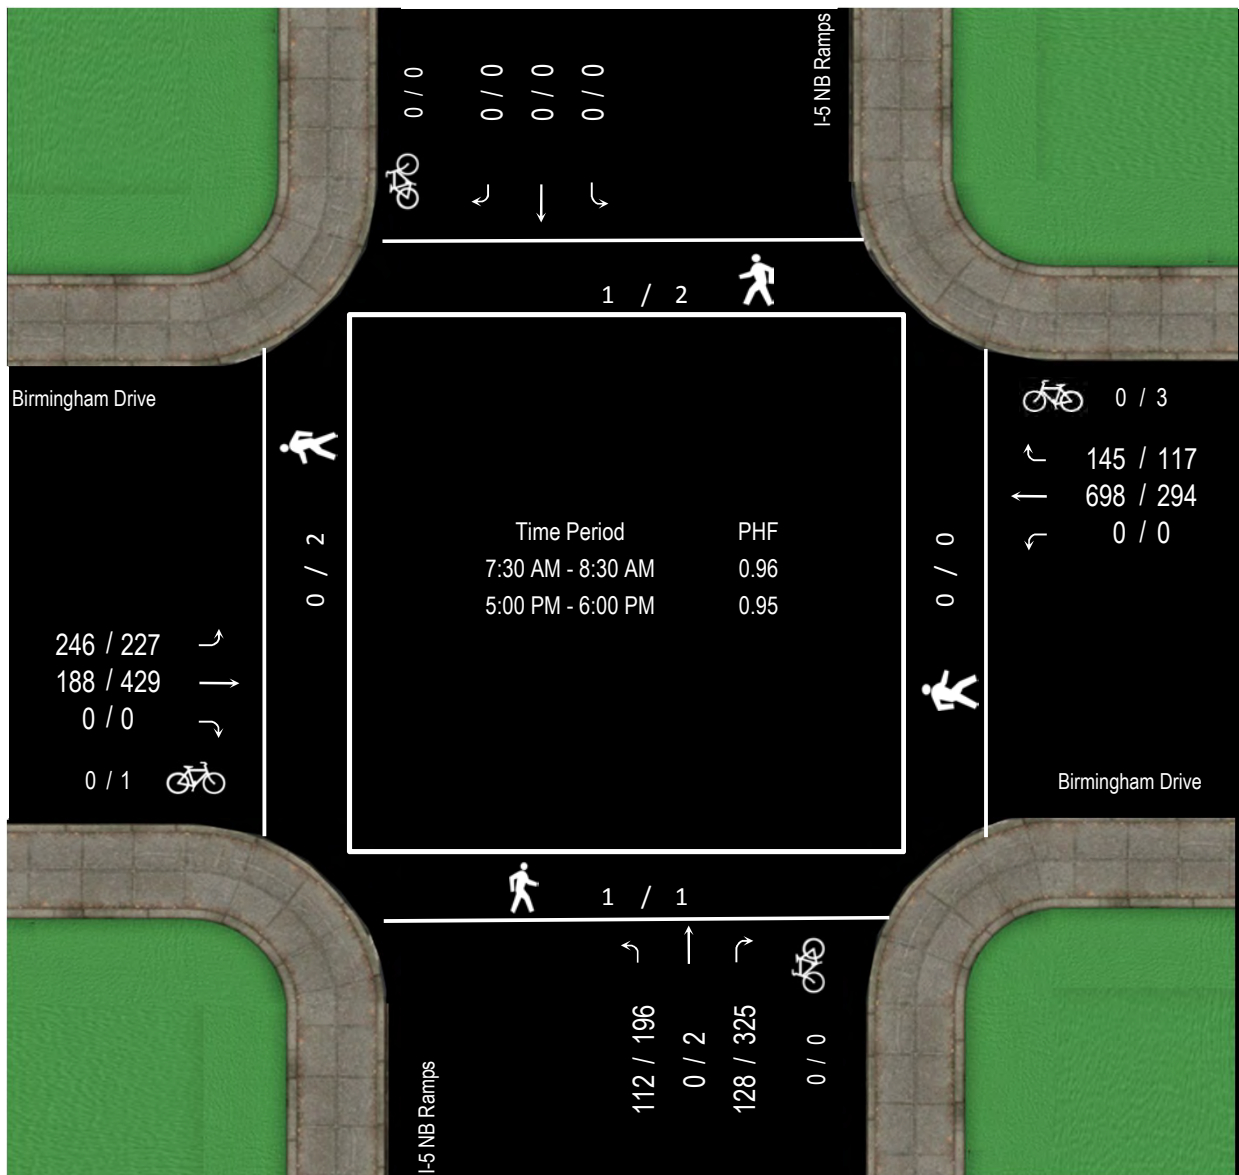 I-5 NB Ramps
0 / 0
0 / 0
0 / 0
0 / 0
1 / 2
Birmingham Drive
0 / 3
145 / 117
698 / 294
0 / 0
Time Period PHF
7:30 AM - 8:30 AM 0.96
5:00 PM - 6:00 PM 0.95
0 / 2
0 / 0
246 / 227
188 / 429
0 / 0
0 / 1
Birmingham Drive
1 / 1
112 / 196
0 / 2
128 / 325
0 / 0
I-5 NB Ramps